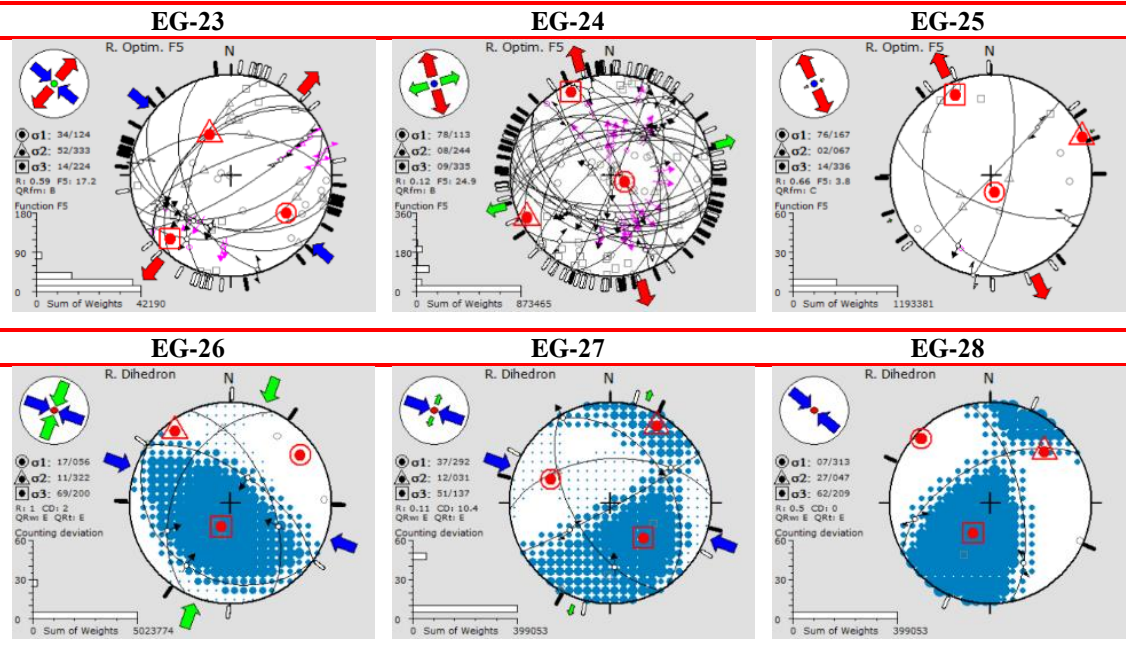 EG-23 EG-24 EG-25
R. Optim. F5
N
σ1: 34/124
σ2: 52/333
σ3: 14/224
R: 0.59 F5: 17.2
QRfm: B
Function F5
180
90
0
0 Sum of Weights 42190
R. Optim. F5
N
σ1: 78/113
σ2: 08/244
σ3: 09/335
R: 0.12 F5: 24.9
QRfm: B
Function F5
360
180
0
0 Sum of Weights 873465
R. Optim. F5
N
σ1: 76/167
σ2: 02/067
σ3: 14/336
R: 0.66 F5: 3.8
QRfm: C
Function F5
60
30
0
0 Sum of Weights 1193381
EG-26 EG-27 EG-28
R. Dihedron
N
σ1: 17/056
σ2: 11/322
σ3: 69/200
R: 1 CD: 2
QRw: E QRt: E
Counting deviation
60
30
0
0 Sum of Weights 5023774
R. Dihedron
N
σ1: 37/292
σ2: 12/031
σ3: 51/137
R: 0.11 CD: 10.4
QRw: E QRt: E
Counting deviation
60
30
0
0 Sum of Weights 399053
R. Dihedron
N
σ1: 07/313
σ2: 27/047
σ3: 62/209
R: 0.5 CD: 0
QRw: E QRt: E
Counting deviation
60
30
0
0 Sum of Weights 399053